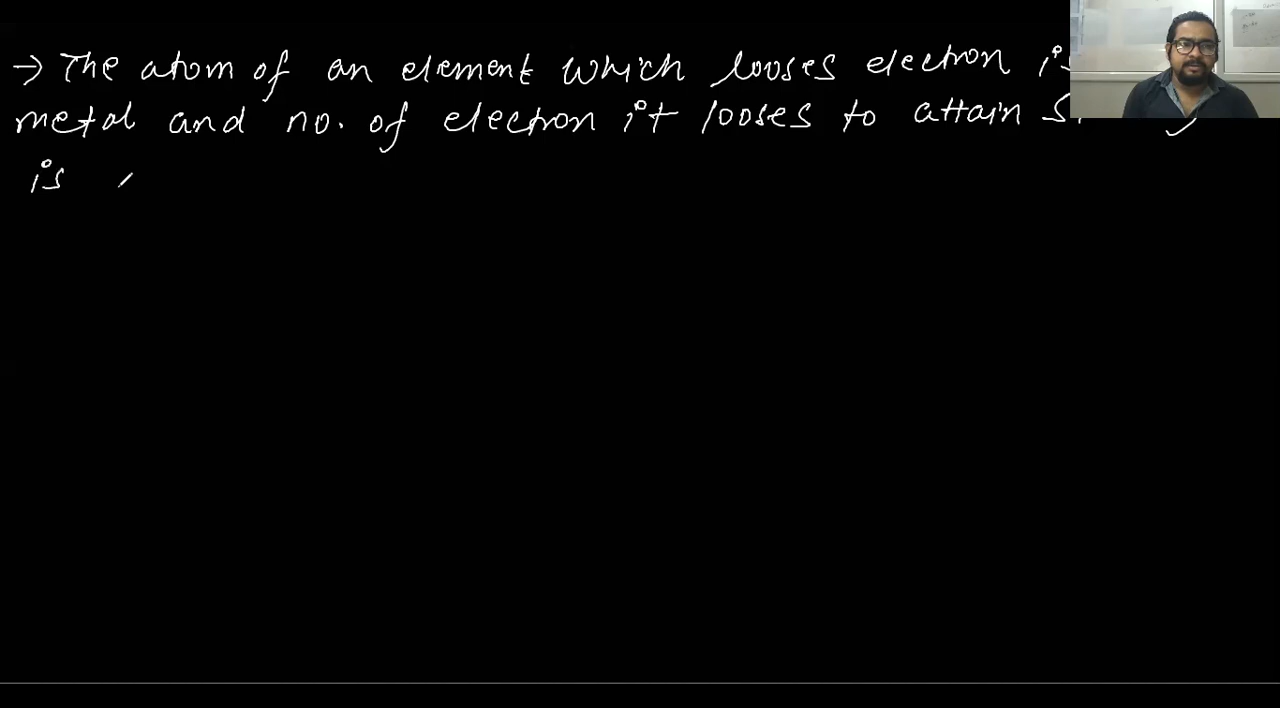 → The atom of an element which looses electron is
metal and no. of electron it looses to attain
is